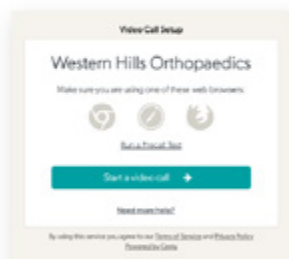 Video Call Setup
Western Hills Orthopaedics
Make sure you are using one of these web browsers:
Run a Precall Test
Start a video call
Need more help?
By using this service you agree to our Terms of Service and Privacy Policy
Powered by